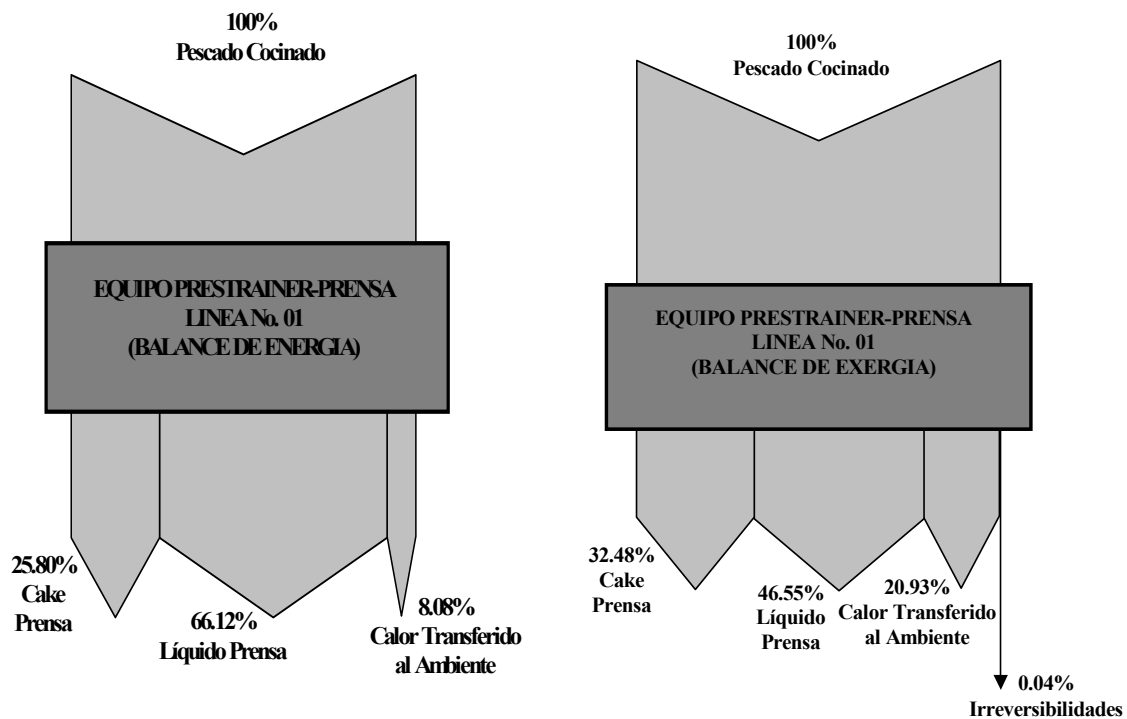 100%
Pescado Cocinado
EQUIPO PRESTRAINER-PRENSA
LINEA No. 01
(BALANCE DE ENERGIA)
25.80%
Cake
Prensa
66.12%
Líquido Prensa
8.08%
Calor Transferido
al Ambiente
100%
Pescado Cocinado
EQUIPO PRESTRAINER-PRENSA
LINEA No. 01
(BALANCE DE EXERGIA)
32.48%
Cake
Prensa
46.55%
Líquido
Prensa
20.93%
Calor Transferido
al Ambiente
0.04%
Irreversibilidades